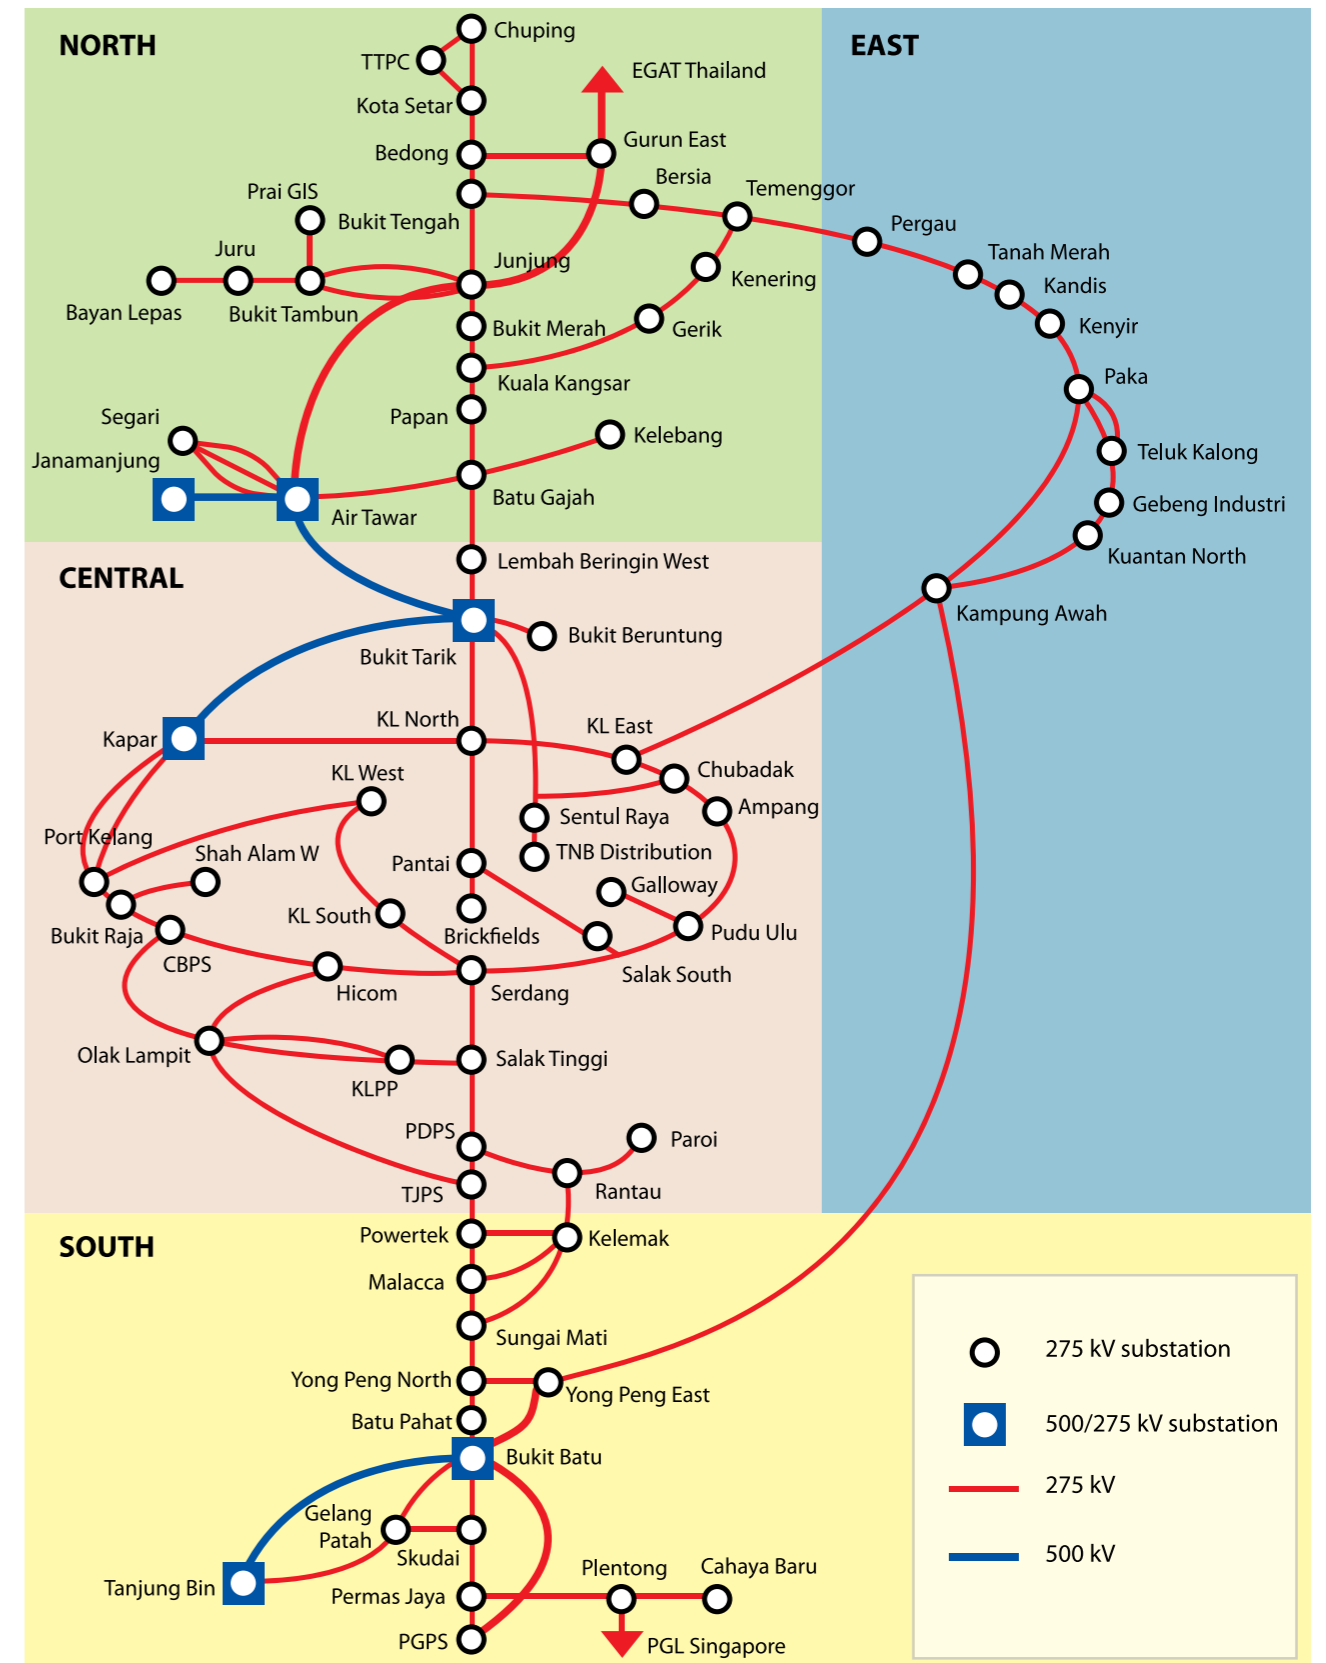 NORTH
EAST
Chuping
TTPC
EGAT Thailand
Kota Setar
Gurun East
Bedong
Bersia
Temenggor
Prai GIS
Bukit Tengah
Pergau
Juru
Junjung
Tanah Merah
Kenering
Kandis
Bayan Lepas
Bukit Tambun
Bukit Merah
Gerik
Kenyir
Kuala Kangsar
Paka
Segari
Papan
Kelebang
Janamanjung
Teluk Kalong
Batu Gajah
Gebeng Industri
Air Tawar
Kuantan North
CENTRAL
Lembah Beringin West
Kampung Awah
Bukit Beruntung
Bukit Tarik
KL North
KL East
Kapar
KL West
Chubadak
Ampang
Port Kelang
Sentul Raya
Shah Alam W
TNB Distribution
Pantai
Galloway
KL South
Bukit Raja
Brickfields
Pudu Ulu
CBPS
Salak South
Hicom
Serdang
Olak Lampit
Salak Tinggi
KLPP
PDPS
Paroi
TJPS
Rantau
SOUTH
Powertek
Kelemak
Malacca
Sungai Mati
Yong Peng North
Yong Peng East
Batu Pahat
Bukit Batu
Gelang
Patah
Skudai
Plentong
Cahaya Baru
Tanjung Bin
Permas Jaya
PGPS
PGL Singapore
275 kV substation
500/275 kV substation
275 kV
500 kV